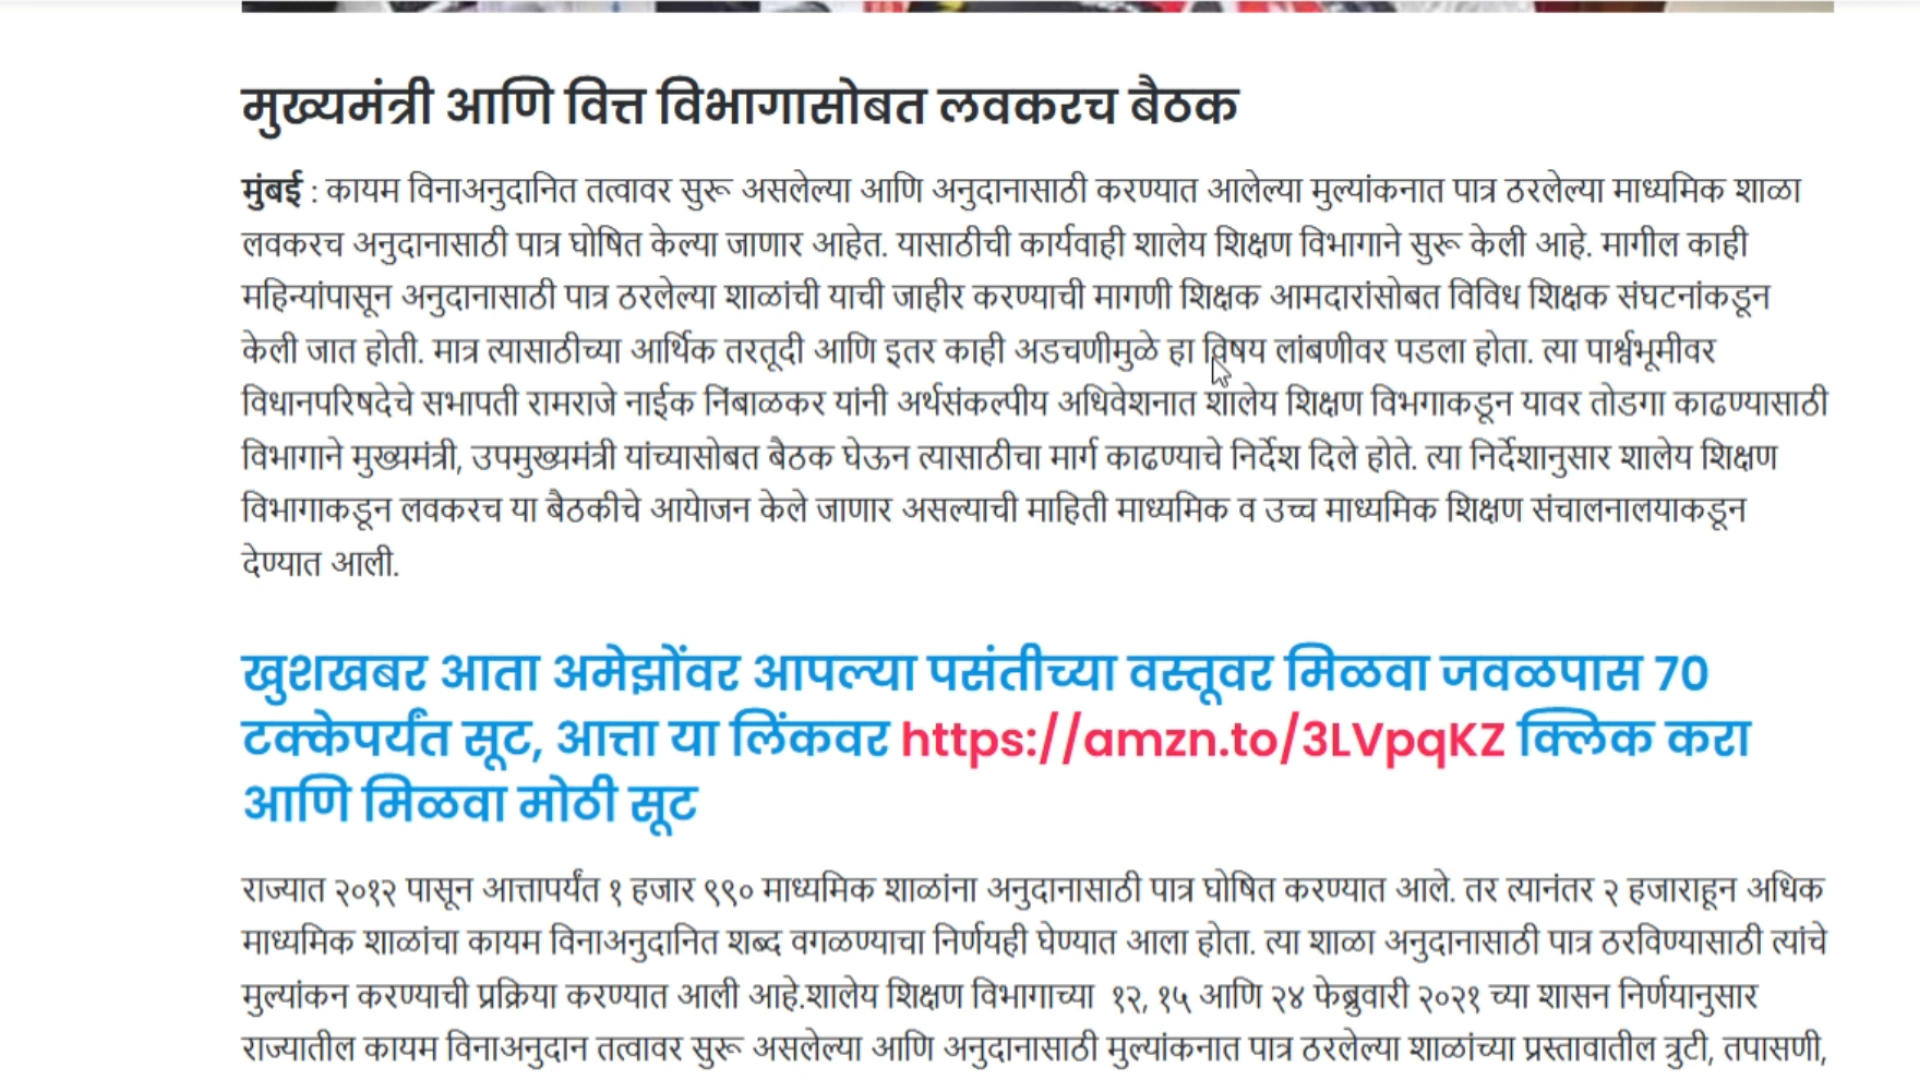 मुख्यमंत्री आणि वित्त विभागासोबत लवकरच बैठक
मुंबई : कायम विनाअनुदानित तत्वावर सुरू असलेल्या आणि अनुदानासाठी करण्यात आलेल्या मुल्यांकनात पात्र ठरलेल्या माध्यमिक शाळा
लवकरच अनुदानासाठी पात्र घोषित केल्या जाणार आहेत. यासाठीची कार्यवाही शालेय शिक्षण विभागाने सुरू केली आहे. मागील काही
महिन्यांपासून अनुदानासाठी पात्र ठरलेल्या शाळांची याची जाहीर करण्याची मागणी शिक्षक आमदारांसोबत विविध शिक्षक संघटनांकडून
केली जात होती. मात्र त्यासाठीच्या आर्थिक तरतूदी आणि इतर काही अडचणीमुळे हा विषय लांबणीवर पडला होता. त्या पार्श्वभूमीवर
विधानपरिषदेचे सभापती रामराजे नाईक निंबाळकर यांनी अर्थसंकल्पीय अधिवेशनात शालेय शिक्षण विभगाकडून यावर तोडगा काढण्यासाठी
विभागाने मुख्यमंत्री, उपमुख्यमंत्री यांच्यासोबत बैठक घेऊन त्यासाठीचा मार्ग काढण्याचे निर्देश दिले होते. त्या निर्देशानुसार शालेय शिक्षण
विभागाकडून लवकरच या बैठकीचे आयेाजन केले जाणार असल्याची माहिती माध्यमिक व उच्च माध्यमिक शिक्षण संचालनालयाकडून
देण्यात आली.
खुशखबर आता अमेझोंवर आपल्या पसंतीच्या वस्तूवर मिळवा जवळपास 70
टक्केपर्यंत सूट, आत्ता या लिंकवर https://amzn.to/3LVpqKZ क्लिक करा
आणि मिळवा मोठी सूट
राज्यात २०१२ पासून आत्तापर्यंत १ हजार ९९० माध्यमिक शाळांना अनुदानासाठी पात्र घोषित करण्यात आले. तर त्यानंतर २ हजाराहून अधिक
माध्यमिक शाळांचा कायम विनाअनुदानित शब्द वगळण्याचा निर्णयही घेण्यात आला होता. त्या शाळा अनुदानासाठी पात्र ठरविण्यासाठी त्यांचे
मुल्यांकन करण्याची प्रक्रिया करण्यात आली आहे.शालेय शिक्षण विभागाच्या १२, १५ आणि २४ फेब्रुवारी २०२१ च्या शासन निर्णयानुसार
राज्यातील कायम विनाअनुदान तत्वावर सुरू असलेल्या आणि अनुदानासाठी मुल्यांकनात पात्र ठरलेल्या शाळांच्या प्रस्तावातील त्रुटी, तपासणी,